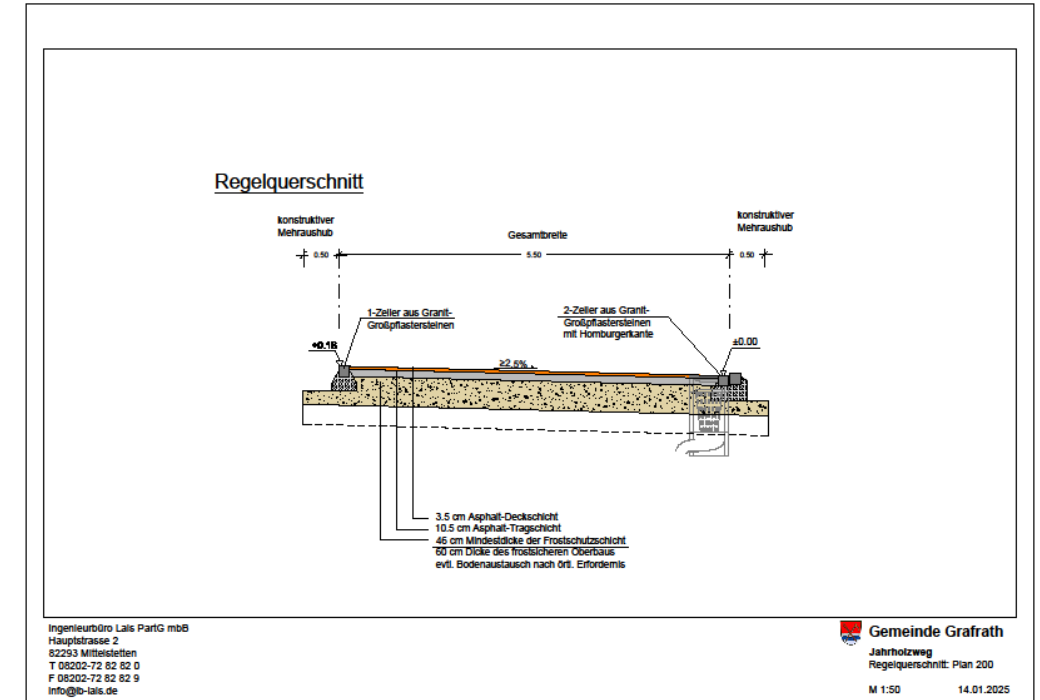 Regelquerschnitt
konstruktiver
Mehraushub
Gesamtbreite
konstruktiver
Mehraushub
0.50
5.50
0.50
1-Zeiler aus Granit-
Großpflastersteinen
2-Zeiler aus Granit-
Großpflastersteinen
mit Homburgerkante
+0.18
±0.00
≥2.5%
3.5 cm Asphalt-Deckschicht
10.5 cm Asphalt-Tragschicht
46 cm Mindestdicke der Frostschutzschicht
60 cm Dicke des frostsicheren Oberbaus
evtl. Bodenaustausch nach örtl. Erfordernis
Ingenieurbüro Lais PartG mbB
Hauptstrasse 2
82293 Mittelstetten
T 08202-72 82 82 0
F 08202-72 82 82 9
info@ib-lais.de
Gemeinde Grafrath
Jahrholzweg
Regelquerschnitt: Plan 200
M 1:50 14.01.2025